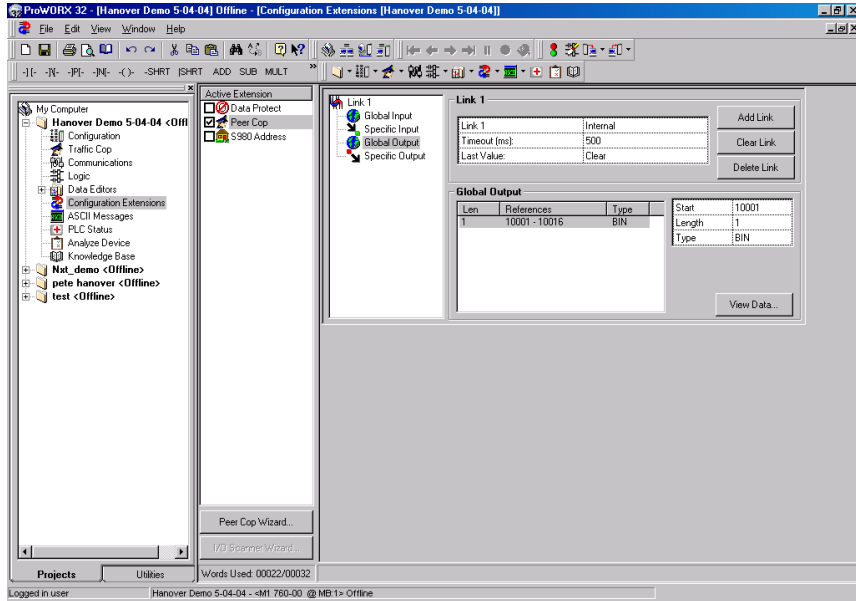 ProWORX 32 - [Hanover Demo 5-04-04] Offline - [Configuration Extensions [Hanover Demo 5-04-04]]
File Edit View Window Help
-] [- -]\[- -]P[- -]N[- -( )- -SHRT |SHRT ADD SUB MULT »
Active Extension
Data Protect
Peer Cop
S980 Address
My Computer
Hanover Demo 5-04-04 <Offl
Configuration
Traffic Cop
Communications
Logic
Data Editors
Configuration Extensions
ASCII Messages
PLC Status
Analyze Device
Knowledge Base
Nxt_demo <Offline>
pete hanover <Offline>
test <Offline>
Link 1
Global Input
Specific Input
Global Output
Specific Output
Link 1
Link 1 Internal
Timeout (ms): 500
Last Value: Clear
Add Link
Clear Link
Delete Link
Global Output
Len References Type
1 10001 - 10016 BIN
Start 10001
Length 1
Type BIN
View Data...
Peer Cop Wizard...
I/O Scanner Wizard...
Projects Utilities
Words Used: 00022/00032
Logged in user Hanover Demo 5-04-04 - <M1 760-00 @ MB:1> Offline